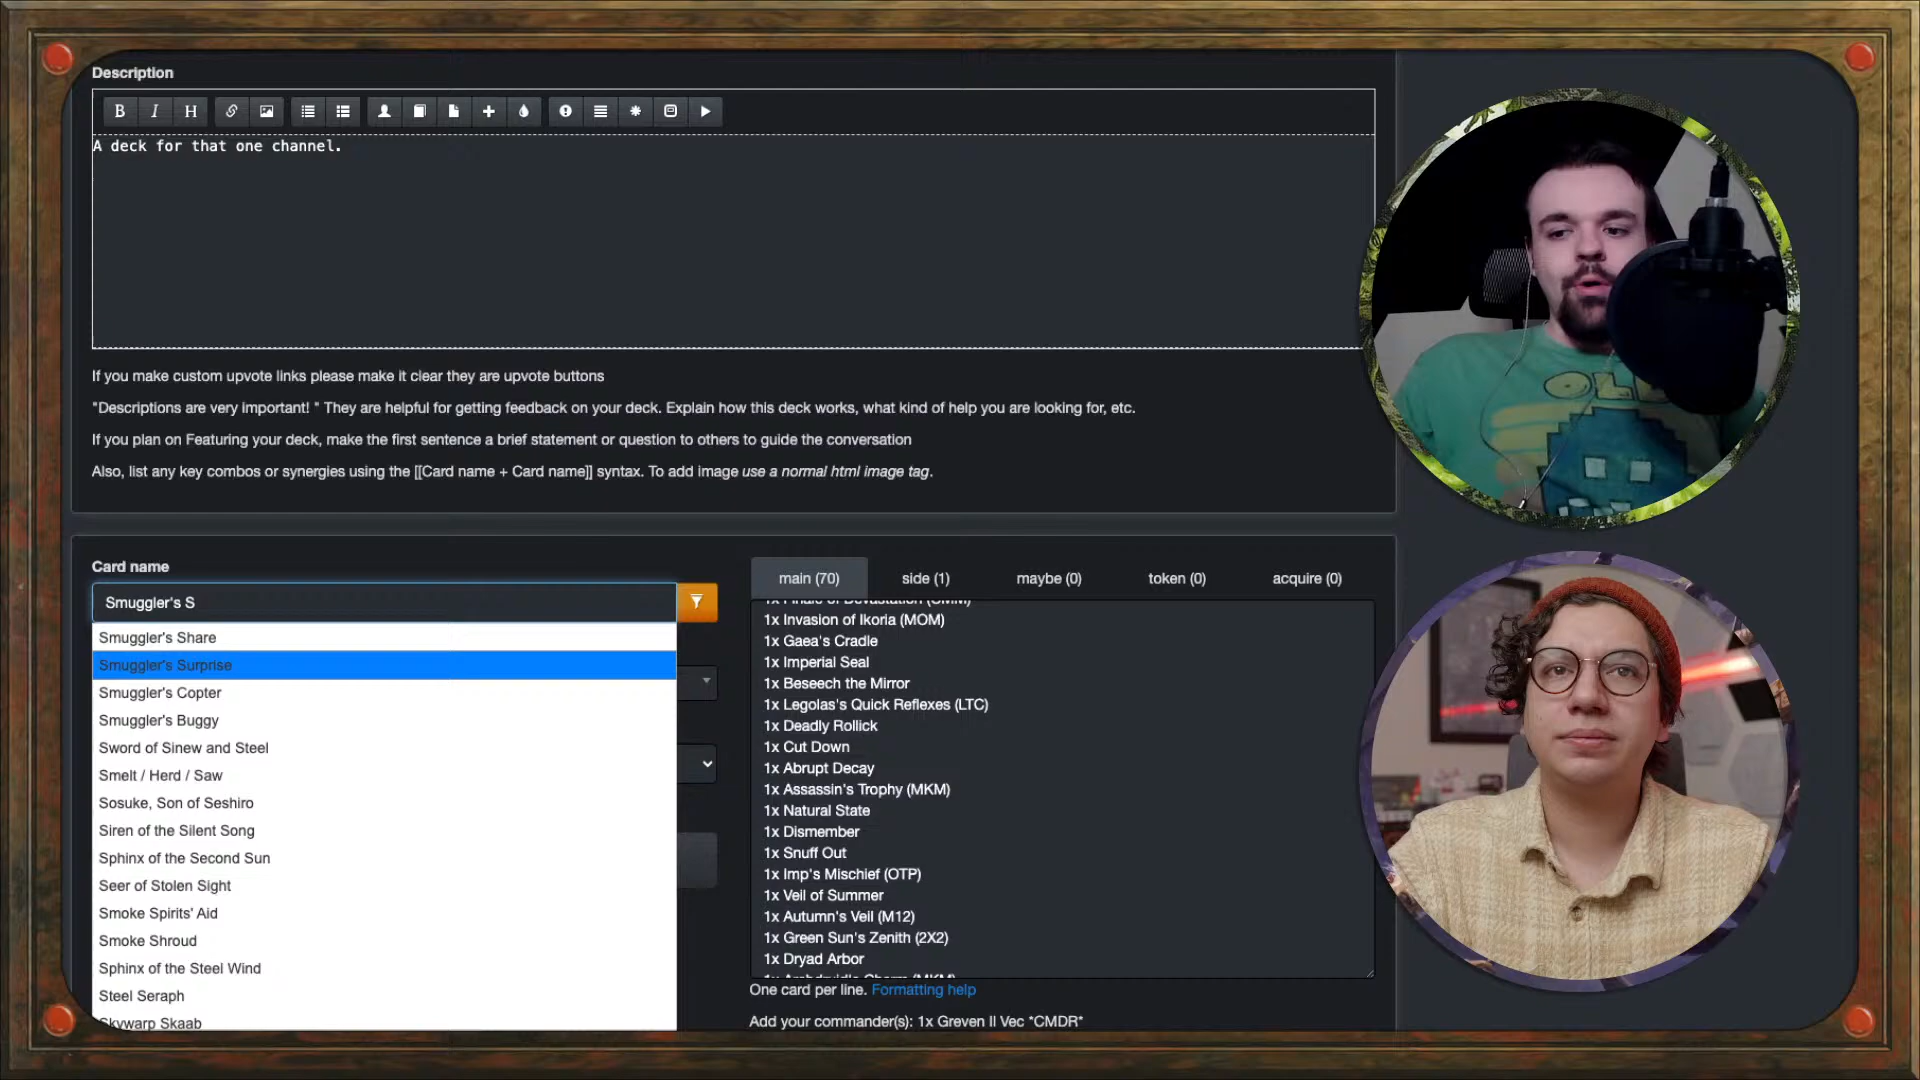 Description
B I H
A deck for that one channel.
If you make custom upvote links please make it clear they are upvote buttons
"Descriptions are very important! " They are helpful for getting feedback on your deck. Explain how this deck works, what kind of help you are looking for, etc.
If you plan on Featuring your deck, make the first sentence a brief statement or question to others to guide the conversation
Also, list any key combos or synergies using the [[Card name + Card name]] syntax. To add image use a normal html image tag.
Card name
Smuggler's S
Smuggler's Share
Smuggler's Surprise
Smuggler's Copter
Smuggler's Buggy
Sword of Sinew and Steel
Smelt / Herd / Saw
Sosuke, Son of Seshiro
Siren of the Silent Song
Sphinx of the Second Sun
Seer of Stolen Sight
Smoke Spirits' Aid
Smoke Shroud
Sphinx of the Steel Wind
Steel Seraph
Skywarp Skaab
main (70) side (1) maybe (0) token (0) acquire (0)
1x Finale of Devastation (CMM)
1x Invasion of Ikoria (MOM)
1x Gaea's Cradle
1x Imperial Seal
1x Beseech the Mirror
1x Legolas's Quick Reflexes (LTC)
1x Deadly Rollick
1x Cut Down
1x Abrupt Decay
1x Assassin's Trophy (MKM)
1x Natural State
1x Dismember
1x Snuff Out
1x Imp's Mischief (OTP)
1x Veil of Summer
1x Autumn's Veil (M12)
1x Green Sun's Zenith (2X2)
1x Dryad Arbor
1x Archdruid's Charm (MKM)
One card per line. Formatting help
Add your commander(s): 1x Greven Il Vec *CMDR*